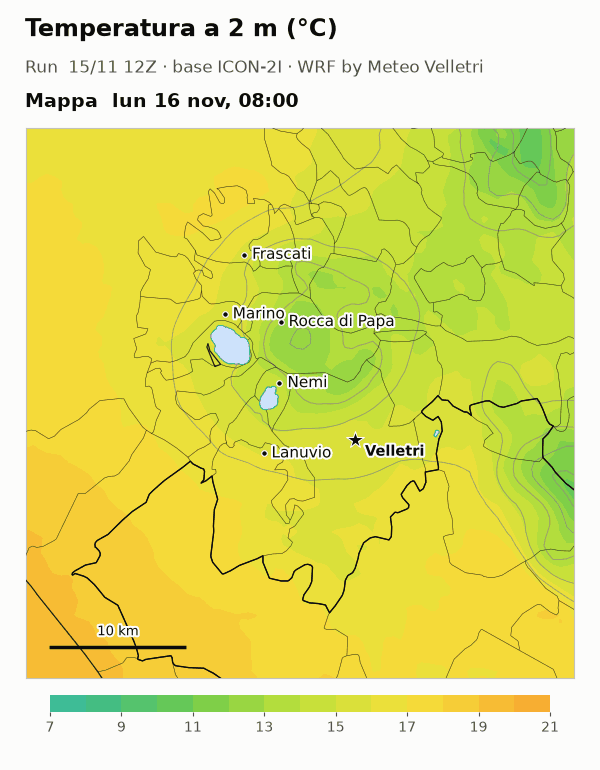 Temperatura a 2 m (°C)
Run  15/11 12Z · base ICON-2I · WRF by Meteo Velletri
Mappa  lun 16 nov, 08:00
Frascati
Marino
Rocca di Papa
Nemi
Velletri
Lanuvio
10 km
7 9 11 13 15 17 19 21